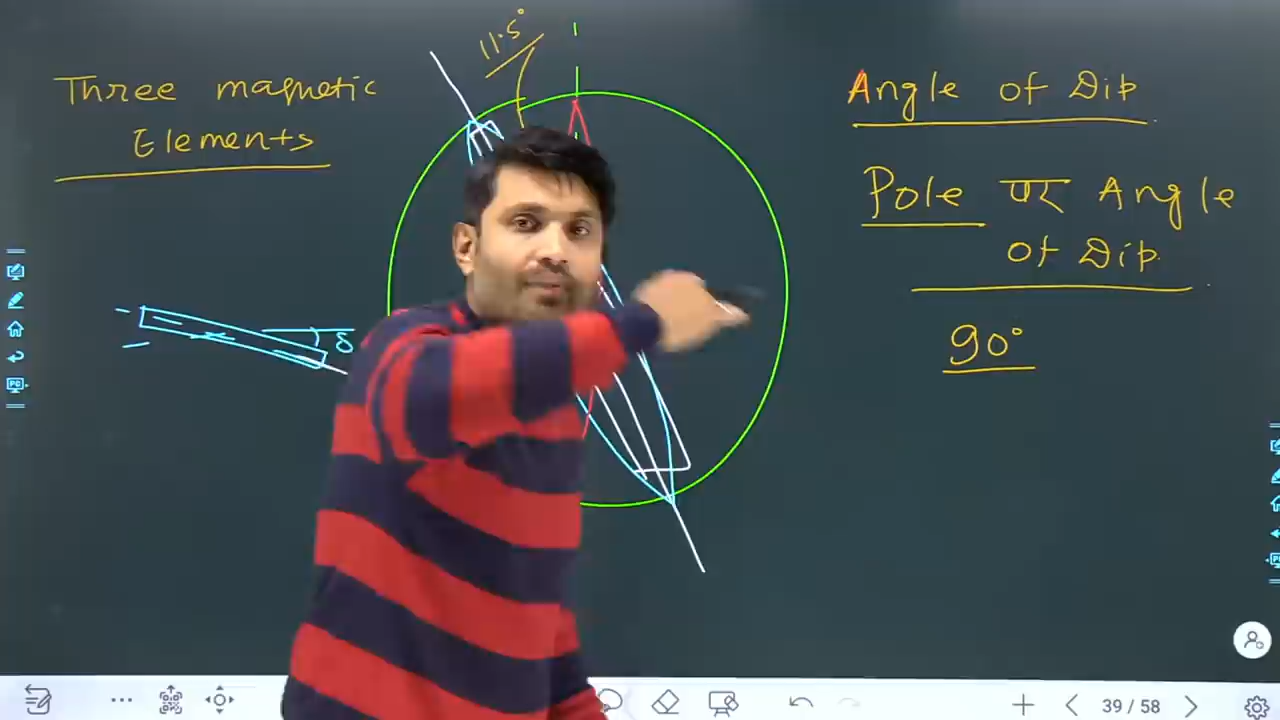 Three magnetic
Elements
11.5°
δ
Angle of Dip
Pole पर Angle
of Dip
90°
39 / 58